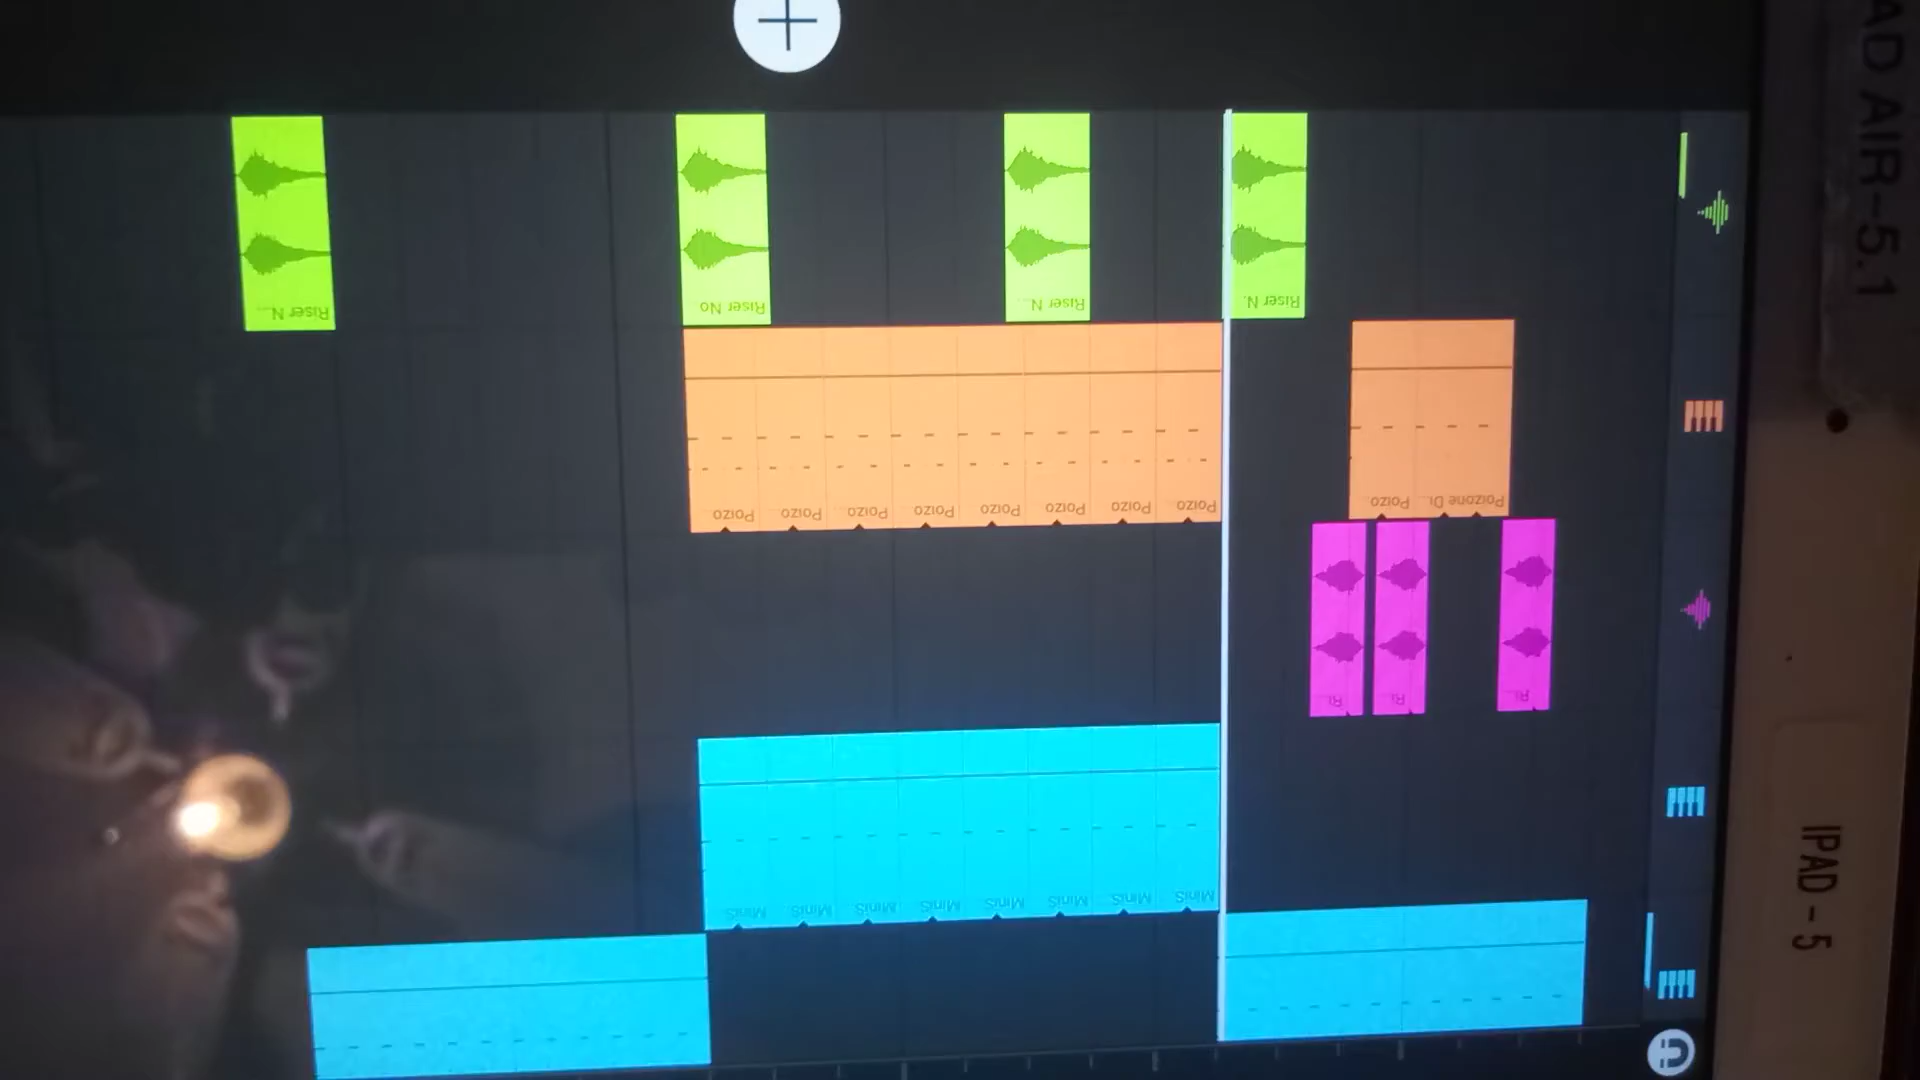 Riser N...
Riser No
Riser N...
Riser N.
Poizo
Poizo
Poizo
Poizo
Poizo
Poizo
Poizo
Poizo
Poizo
Poizone Di...
Ri..
Ri..
Ri..
MiniS.
MiniS.
MiniS.
MiniS.
MiniS.
MiniS.
MiniS.
MiniS.
AD AIR-5.1
IPAD - 5